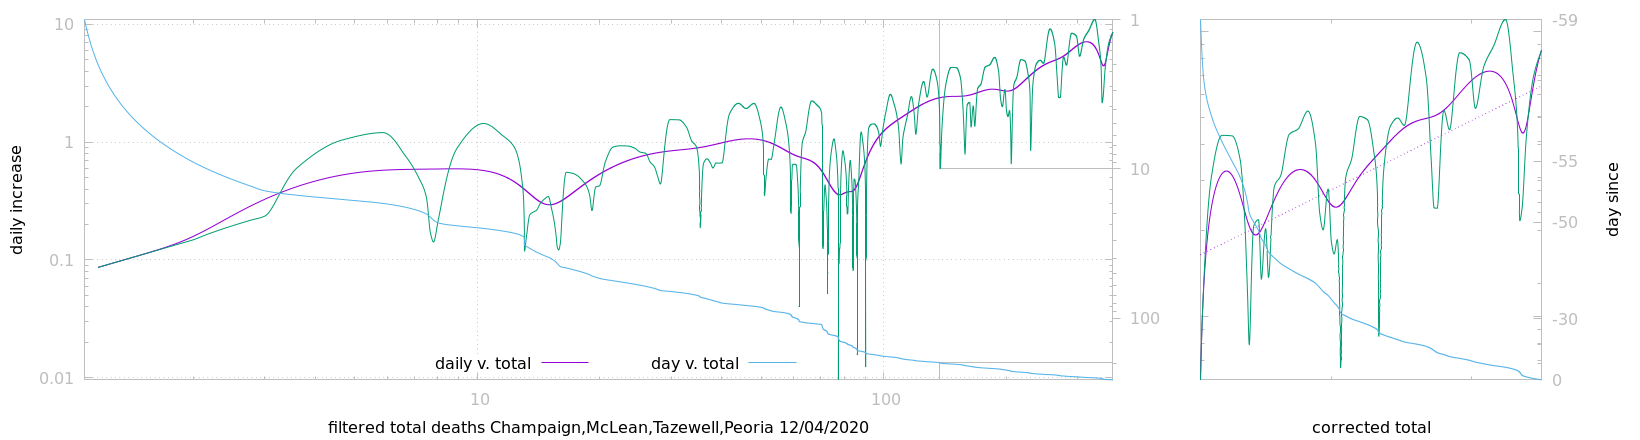 10
1
0.1
0.01
daily increase
daily v. total
day v. total
10
100
1
10
100
filtered total deaths Champaign,McLean,Tazewell,Peoria 12/04/2020
-59
-55
-50
-30
0
day since
corrected total